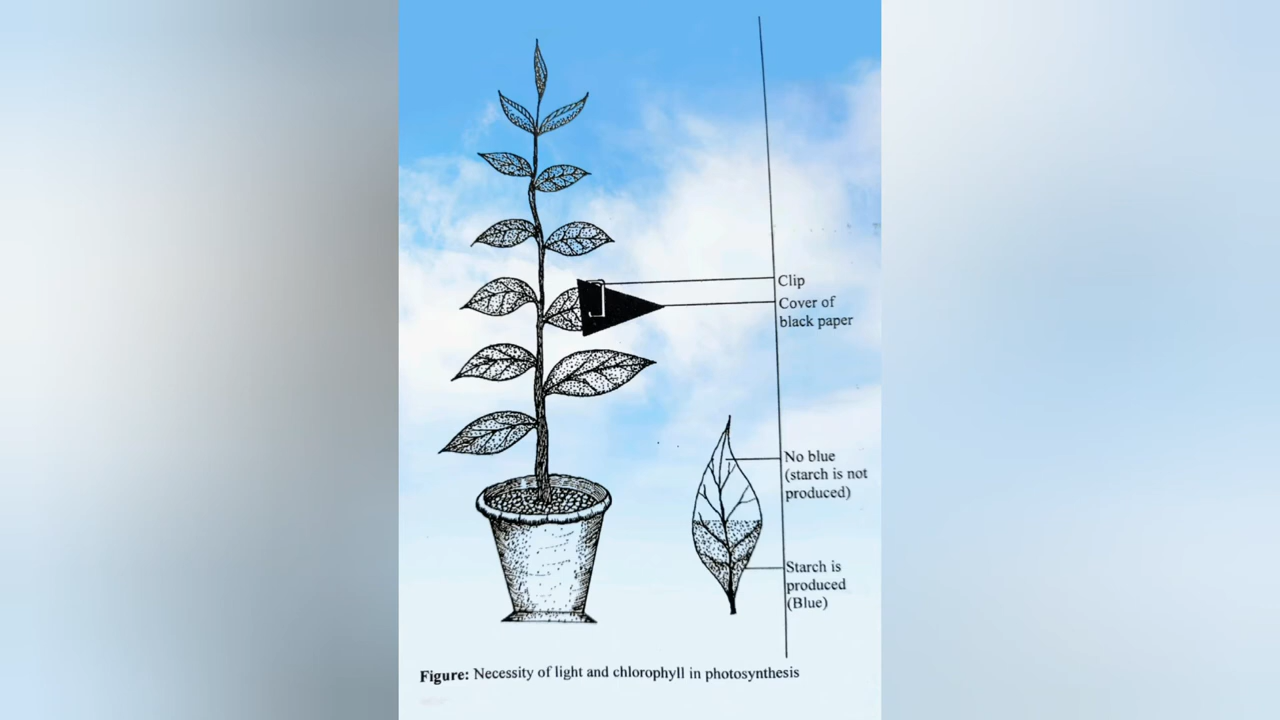 Clip
Cover of
black paper
No blue
(starch is not
produced)
Starch is
produced
(Blue)
Figure: Necessity of light and chlorophyll in photosynthesis